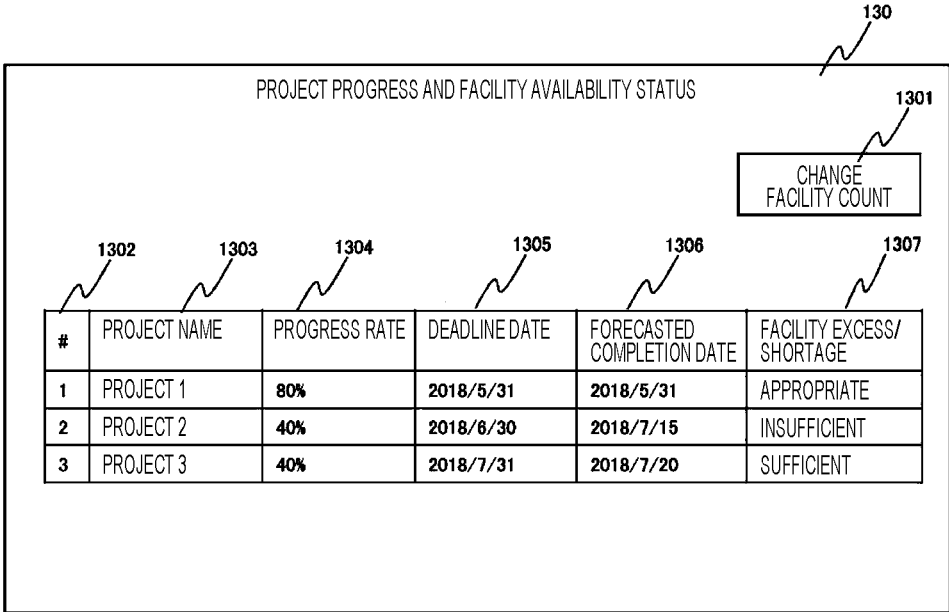 130
PROJECT PROGRESS AND FACILITY AVAILABILITY STATUS
1301
CHANGE
FACILITY COUNT
1302 1303 1304 1305 1306 1307
# PROJECT NAME PROGRESS RATE DEADLINE DATE FORECASTED COMPLETION DATE FACILITY EXCESS/ SHORTAGE
1 PROJECT 1 80% 2018/5/31 2018/5/31 APPROPRIATE
2 PROJECT 2 40% 2018/6/30 2018/7/15 INSUFFICIENT
3 PROJECT 3 40% 2018/7/31 2018/7/20 SUFFICIENT